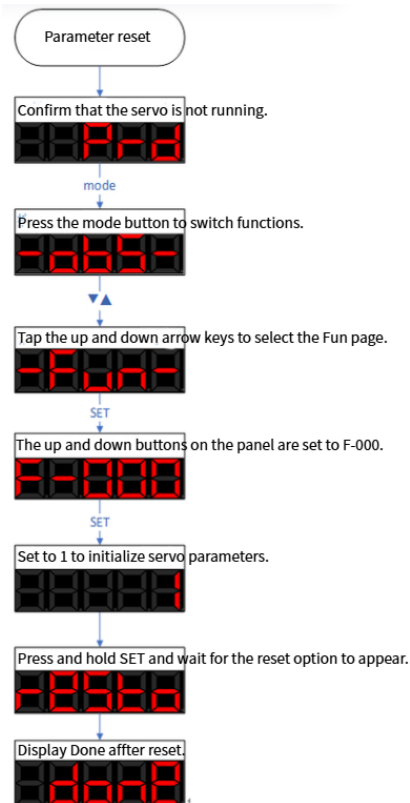 Parameter reset
Confirm that the servo is not running.
Prd
mode
Press the mode button to switch functions.
-obS-
▼▲
Tap the up and down arrow keys to select the Fun page.
-Fun-
SET
The up and down buttons on the panel are set to F-000.
F-000
SET
Set to 1 to initialize servo parameters.
1
Press and hold SET and wait for the reset option to appear.
Display Done affter reset.